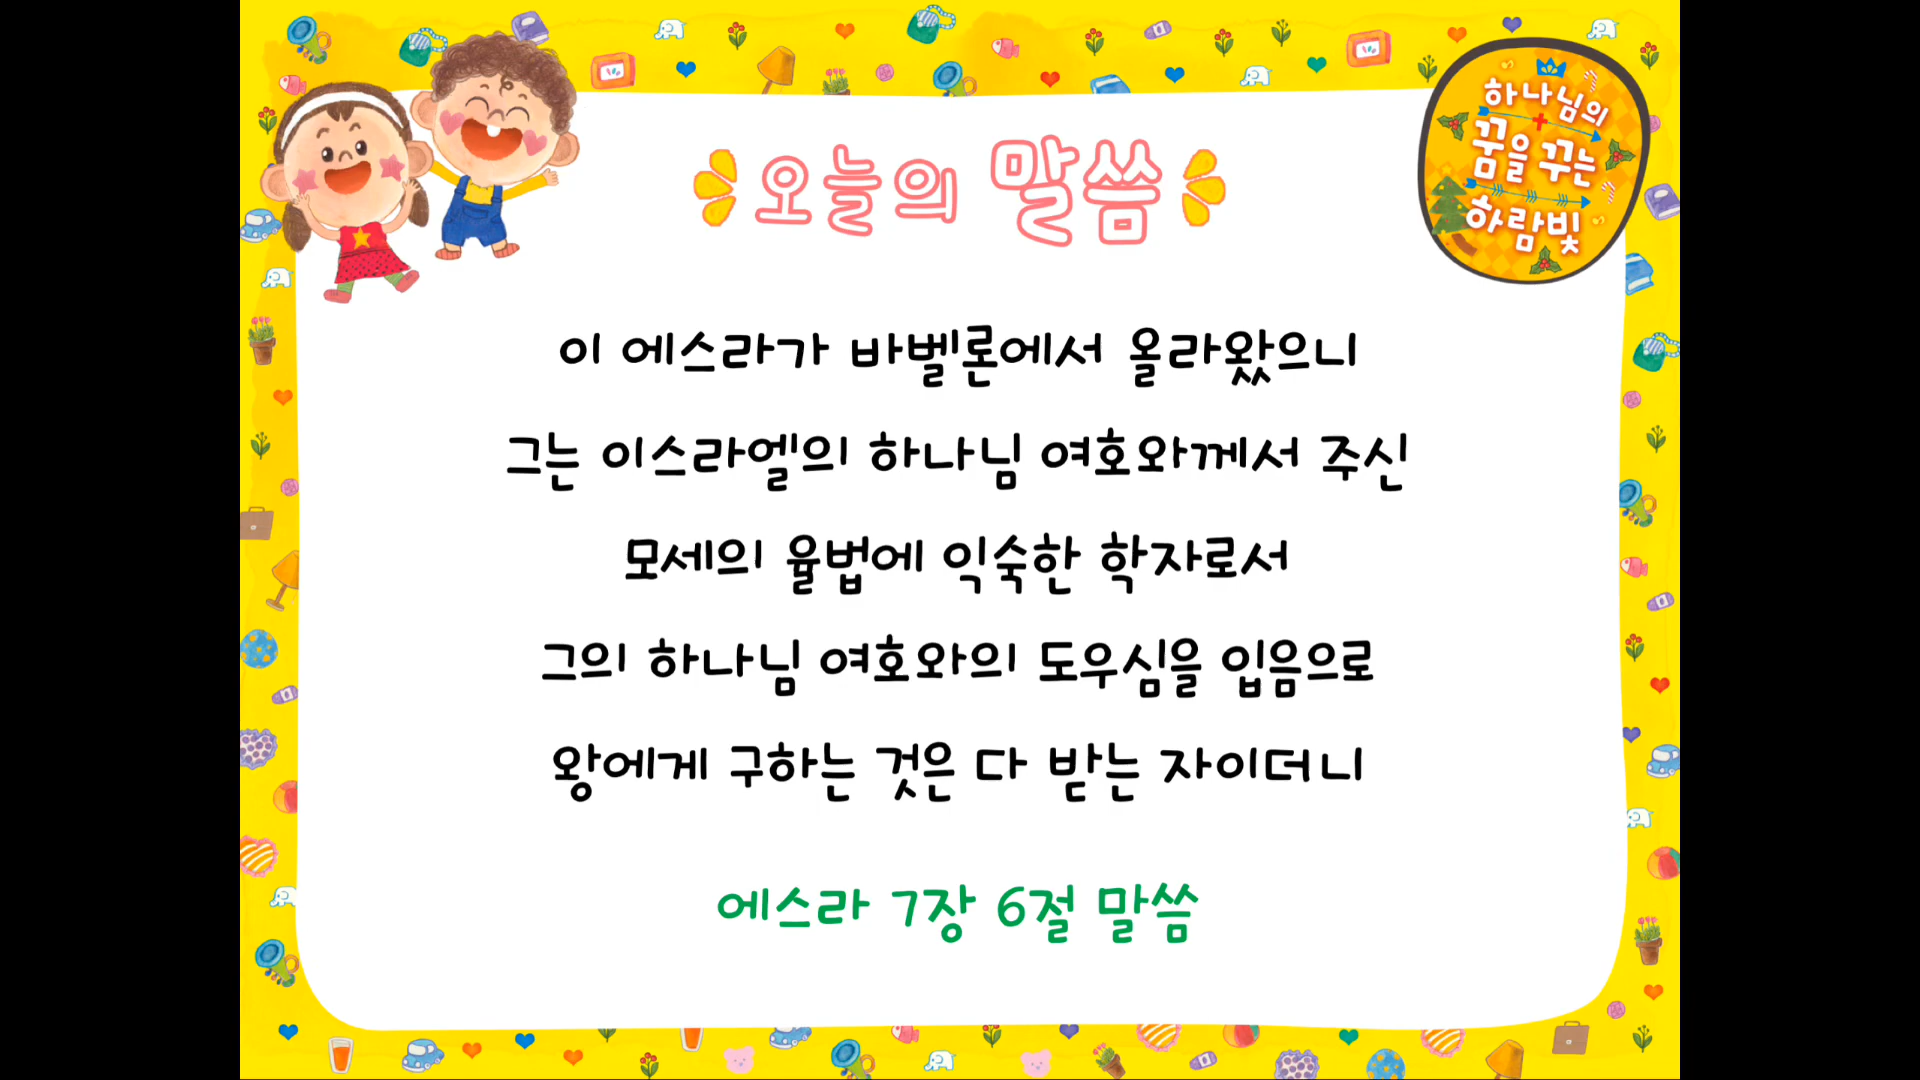 오늘의 말씀
하나님의
꿈을 꾸는
하람빛
이 에스라가 바벨론에서 올라왔으니
그는 이스라엘의 하나님 여호와께서 주신
모세의 율법에 익숙한 학자로서
그의 하나님 여호와의 도우심을 입음으로
왕에게 구하는 것은 다 받는 자이더니
에스라 7장 6절 말씀